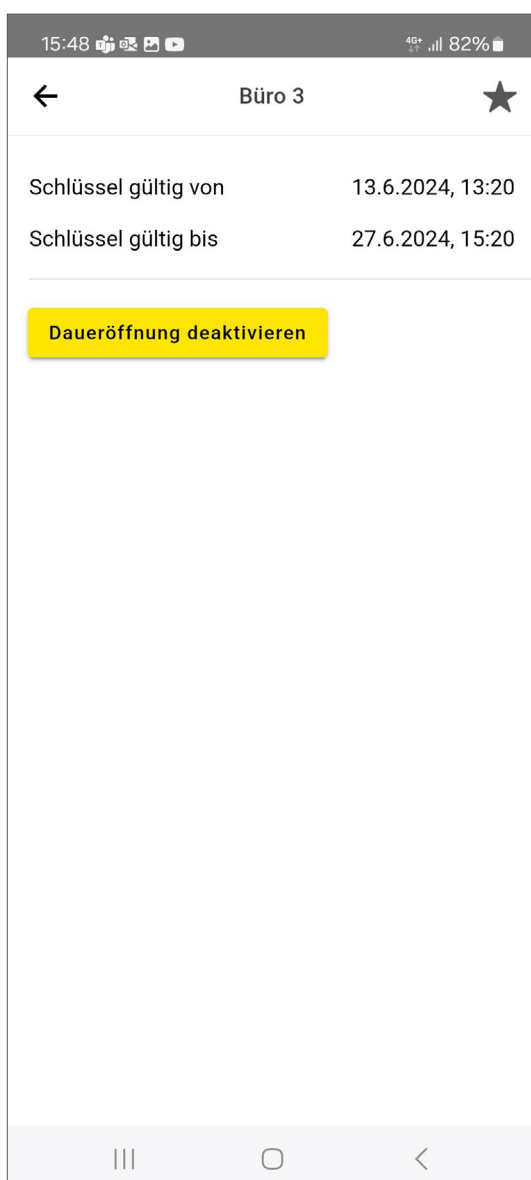 15:48 4G+ 82%
Büro 3
Schlüssel gültig von 13.6.2024, 13:20
Schlüssel gültig bis 27.6.2024, 15:20
Daueröffnung deaktivieren